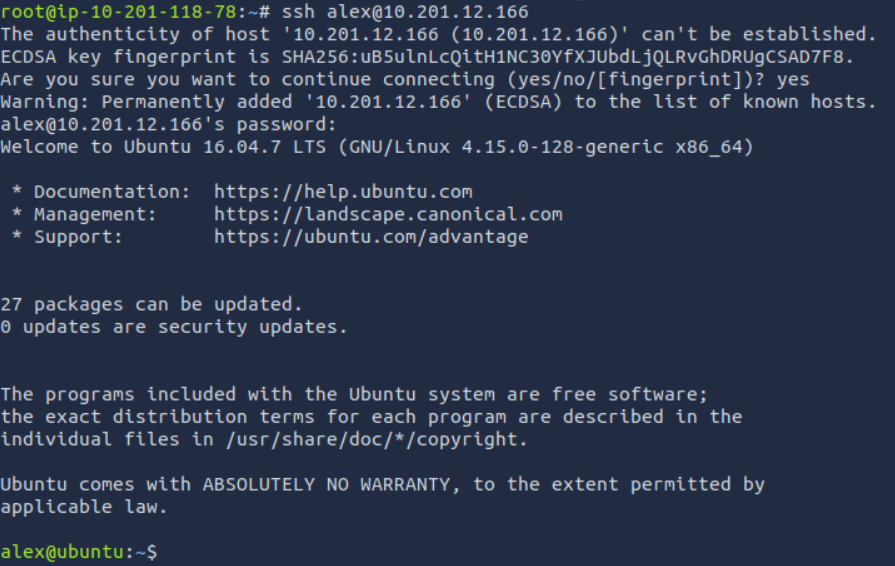 root@ip-10-201-118-78:~# ssh alex@10.201.12.166
The authenticity of host '10.201.12.166 (10.201.12.166)' can't be established.
ECDSA key fingerprint is SHA256:uB5ulnLcQitH1NC30YfXJUbdLjQLRvGhDRUgCSAD7F8.
Are you sure you want to continue connecting (yes/no/[fingerprint])? yes
Warning: Permanently added '10.201.12.166' (ECDSA) to the list of known hosts.
alex@10.201.12.166's password:
Welcome to Ubuntu 16.04.7 LTS (GNU/Linux 4.15.0-128-generic x86_64)
* Documentation:  https://help.ubuntu.com
* Management:     https://landscape.canonical.com
* Support:        https://ubuntu.com/advantage
27 packages can be updated.
0 updates are security updates.
The programs included with the Ubuntu system are free software;
the exact distribution terms for each program are described in the
individual files in /usr/share/doc/*/copyright.
Ubuntu comes with ABSOLUTELY NO WARRANTY, to the extent permitted by
applicable law.
alex@ubuntu:~$